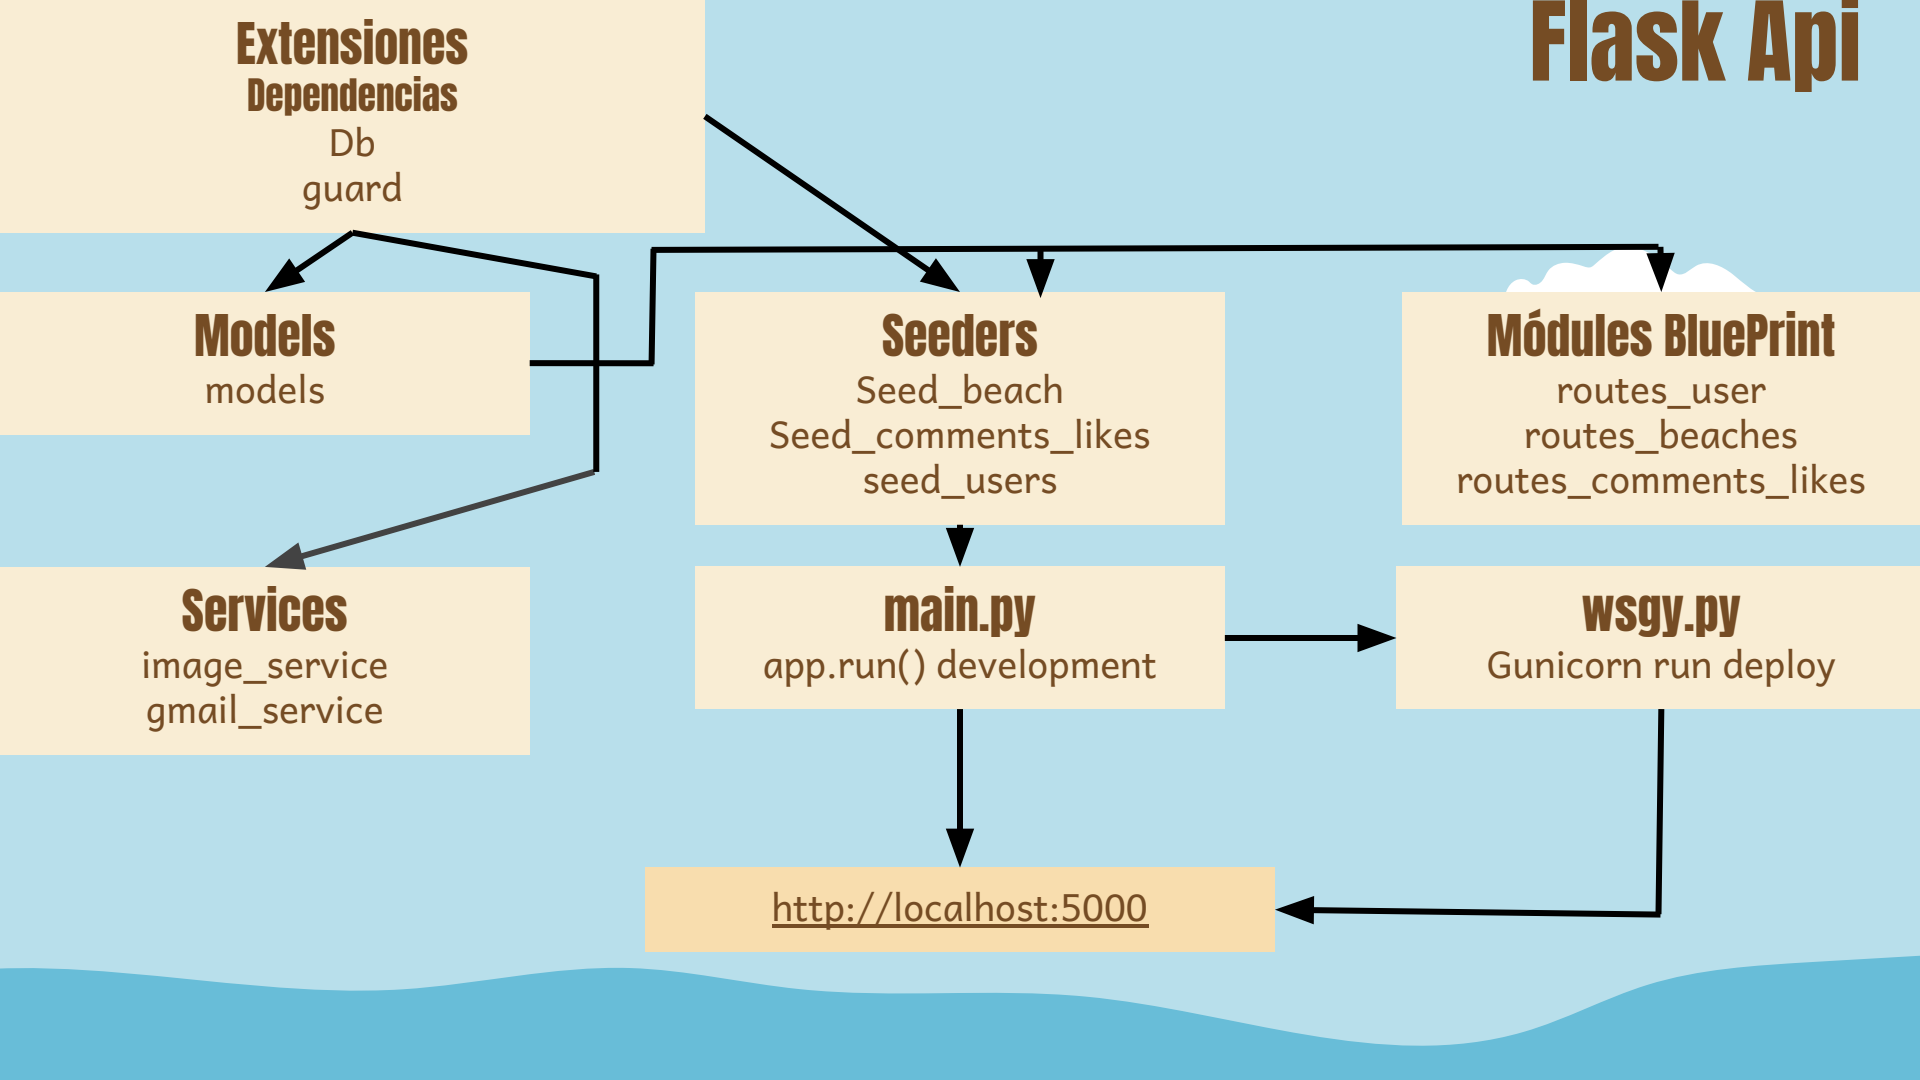 Flask Api
Extensiones
Dependencias
Db
guard
Models
models
Seeders
Seed_beach
Seed_comments_likes
seed_users
Módules BluePrint
routes_user
routes_beaches
routes_comments_likes
Services
image_service
gmail_service
main.py
app.run() development
wsgy.py
Gunicorn run deploy
http://localhost:5000